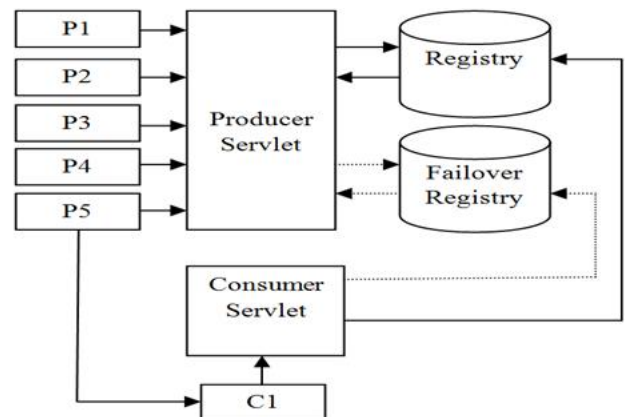 P1
P2
P3
P4
P5
Producer
Servlet
Registry
Failover
Registry
Consumer
Servlet
C1